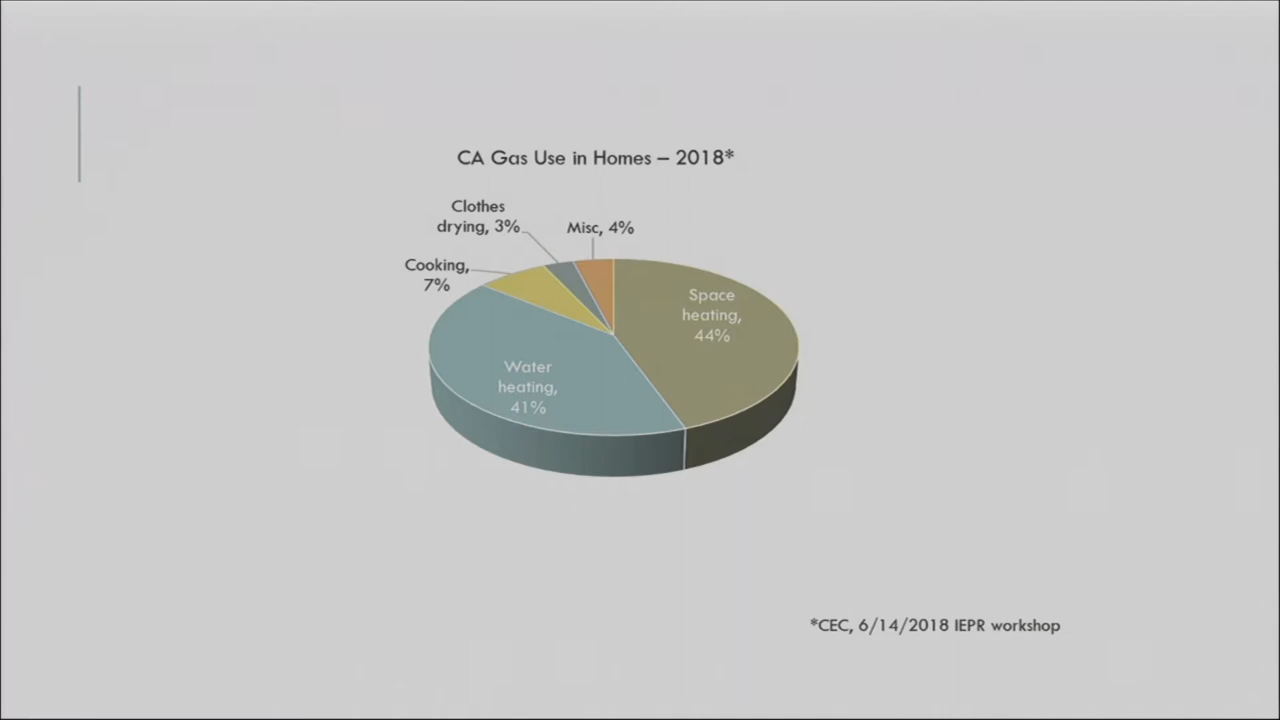 CA Gas Use in Homes – 2018*
Clothes
drying, 3%
Misc, 4%
Cooking,
7%
Space
heating,
44%
Water
heating,
41%
*CEC, 6/14/2018 IEPR workshop